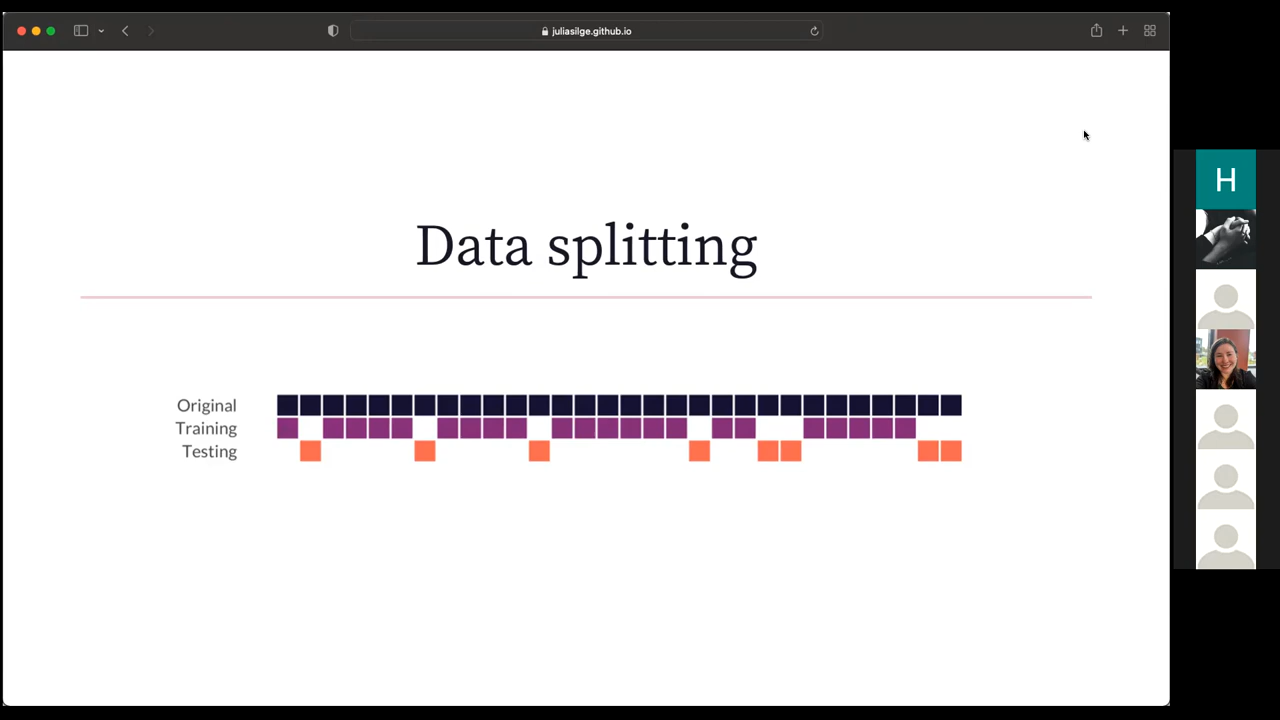 juliasilge.github.io
H
Data splitting
Original
Training
Testing